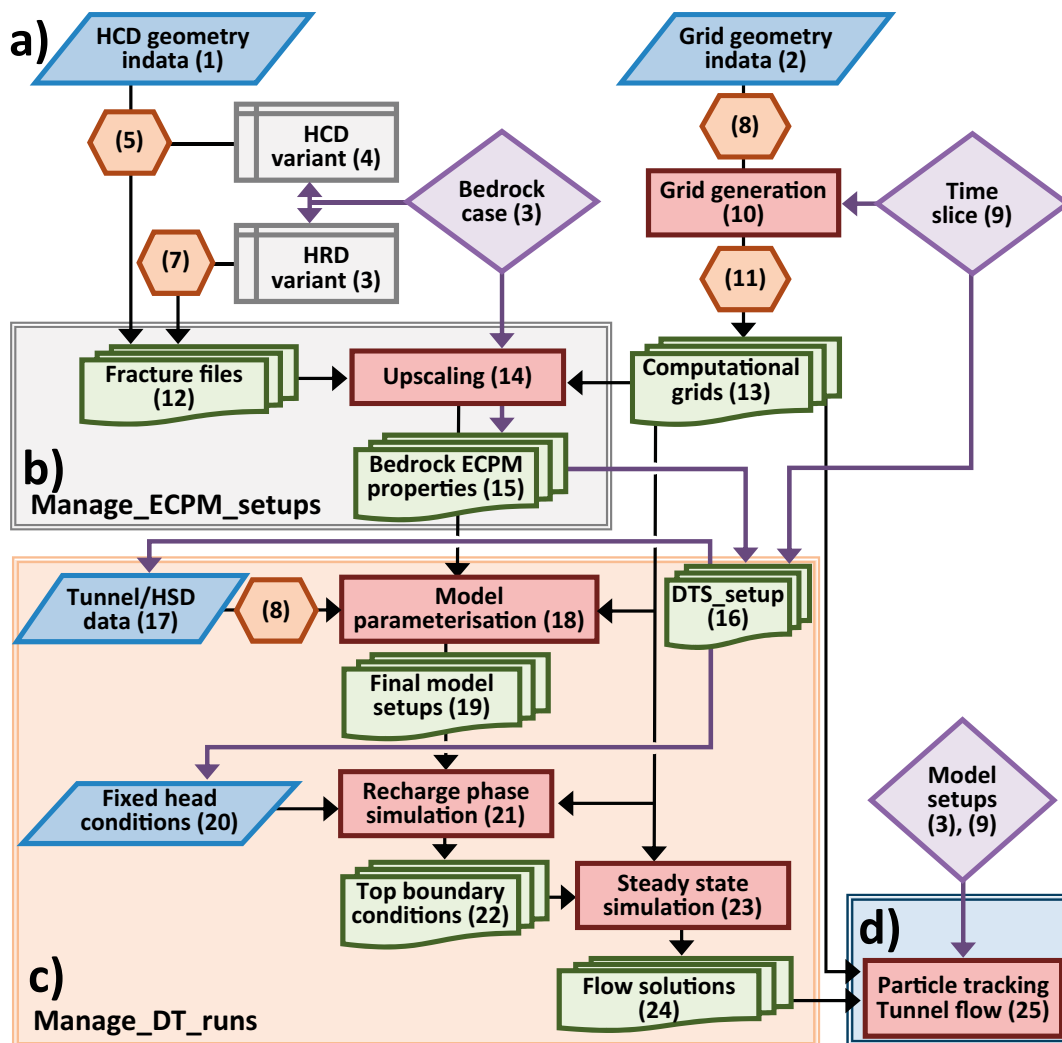 a)
HCD geometry
indata (1)
Grid geometry
indata (2)
(5)
HCD
variant (4)
(8)
Bedrock
case (3)
Grid generation
(10)
Time
slice (9)
(7)
HRD
variant (3)
(11)
Fracture files
(12)
Upscaling (14)
Computational
grids (13)
b)
Manage_ECPM_setups
Bedrock ECPM
properties (15)
Tunnel/HSD
data (17)
(8)
Model
parameterisation (18)
DTS_setup
(16)
Final model
setups (19)
Fixed head
conditions (20)
Recharge phase
simulation (21)
Model
setups
(3), (9)
Top boundary
conditions (22)
Steady state
simulation (23)
c)
Manage_DT_runs
Flow solutions
(24)
d)
Particle tracking
Tunnel flow (25)